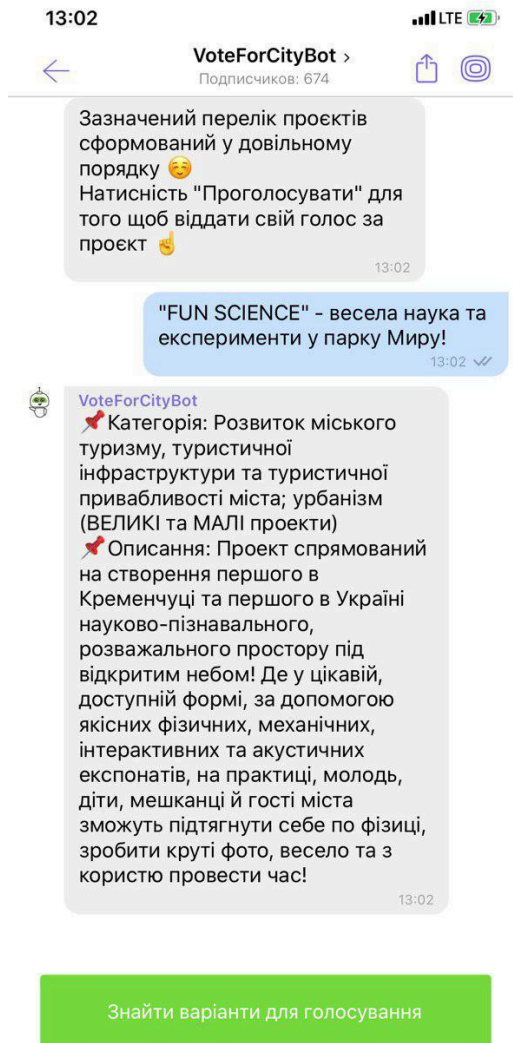 13:02
LTE
VoteForCityBot
Подписчиков: 674
Зазначений перелік проєктів
сформований у довільному
порядку ☺️
Натисність "Проголосувати" для
того щоб віддати свій голос за
проєкт ☝️
13:02
"FUN SCIENCE" - весела наука та
експерименти у парку Миру!
13:02
VoteForCityBot
📌Категорія: Розвиток міського
туризму, туристичної
інфраструктури та туристичної
привабливості міста; урбанізм
(ВЕЛИКІ та МАЛІ проекти)
📌Описання: Проект спрямований
на створення першого в
Кременчуці та першого в Україні
науково-пізнавального,
розважального простору під
відкритим небом! Де у цікавій,
доступній формі, за допомогою
якісних фізичних, механічних,
інтерактивних та акустичних
експонатів, на практиці, молодь,
діти, мешканці й гості міста
зможуть підтягнути себе по фізиці,
зробити круті фото, весело та з
користю провести час!
13:02
Знайти варіанти для голосування